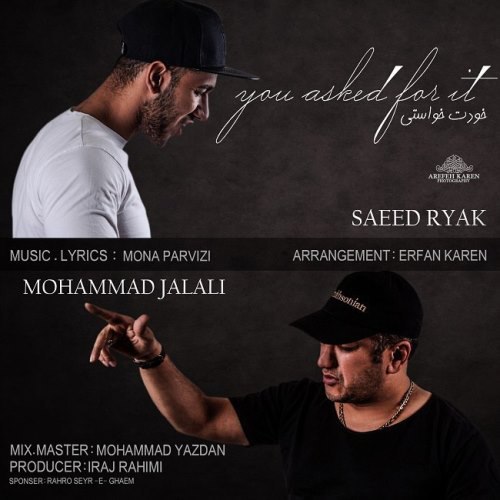 you asked for it
خودت خواستی
AREFEH KAREN
PHOTOGRAPHY
SAEED RYAK
MUSIC . LYRICS : MONA PARVIZI
ARRANGEMENT : ERFAN KAREN
MOHAMMAD JALALI
MIX.MASTER : MOHAMMAD YAZDAN
PRODUCER : IRAJ RAHIMI
SPONSER : RAHRO SEYR -E- GHAEM